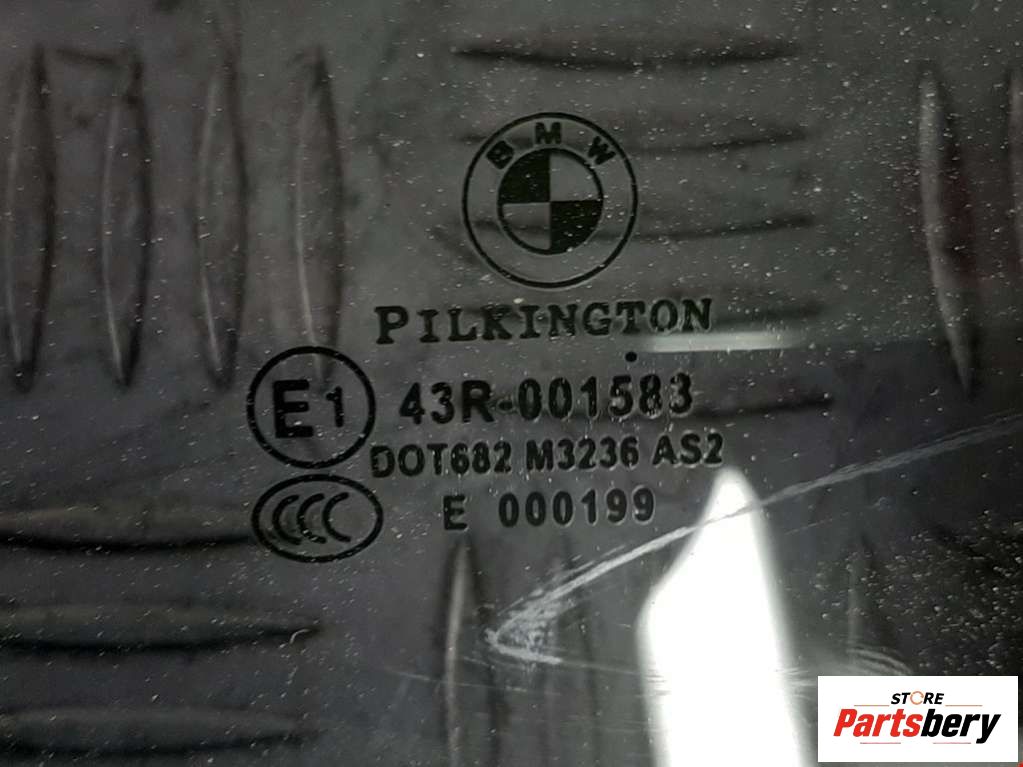 BMW
PILKINGTON
E1 43R-001583
DOT682 M3236 AS2
CCC E 000199
STORE
Partsbery